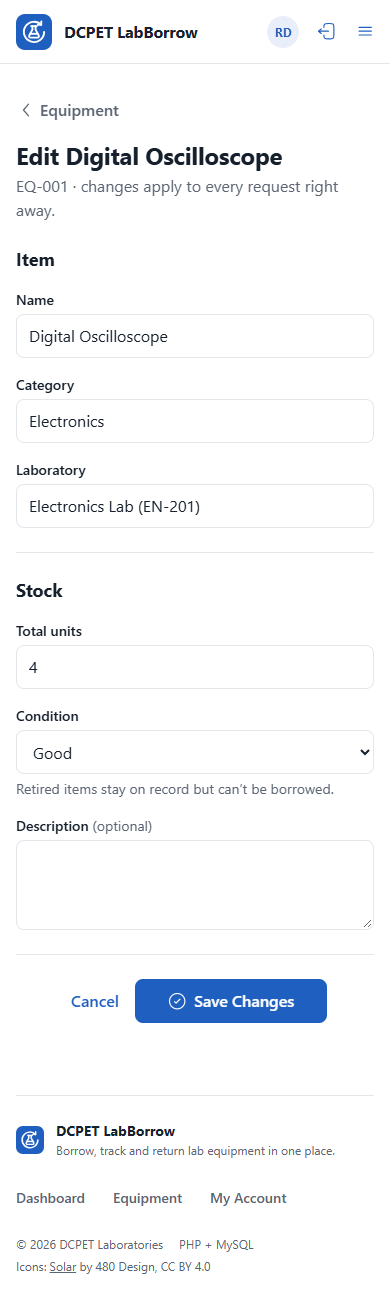 DCPET LabBorrow
RD
Equipment
Edit Digital Oscilloscope
EQ-001 · changes apply to every request right
away.
Item
Name
Digital Oscilloscope
Category
Electronics
Laboratory
Electronics Lab (EN-201)
Stock
Total units
4
Condition
Good
Retired items stay on record but can’t be borrowed.
Description (optional)
Cancel
Save Changes
DCPET LabBorrow
Borrow, track and return lab equipment in one place.
Dashboard Equipment My Account
© 2026 DCPET Laboratories PHP + MySQL
Icons: Solar by 480 Design, CC BY 4.0